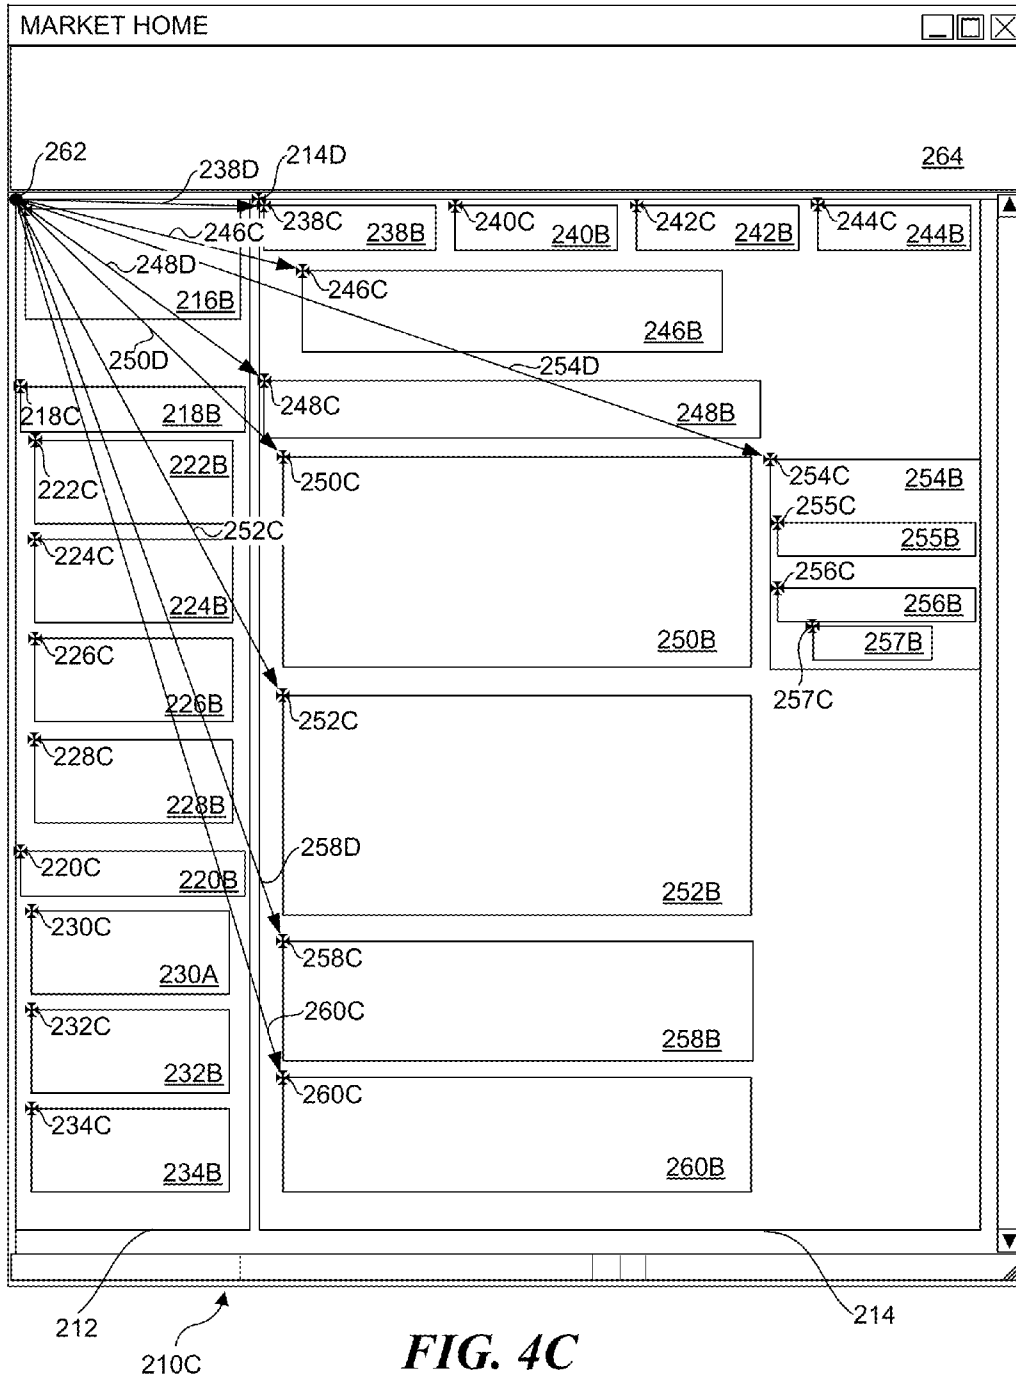 MARKET HOME
264
262
238D
214D
238C
238B
240C
240B
242C
242B
244C
244B
246C
248D
216B
246C
246B
250D
254D
218C
218B
248C
248B
222B
222C
250C
254C
254B
252C
255C
255B
224C
224B
256C
256B
226C
226B
250B
257B
257C
252C
228C
228B
258D
220C
220B
252B
230C
230A
258C
260C
232C
232B
258B
260C
234C
234B
260B
212
214
210C
FIG. 4C